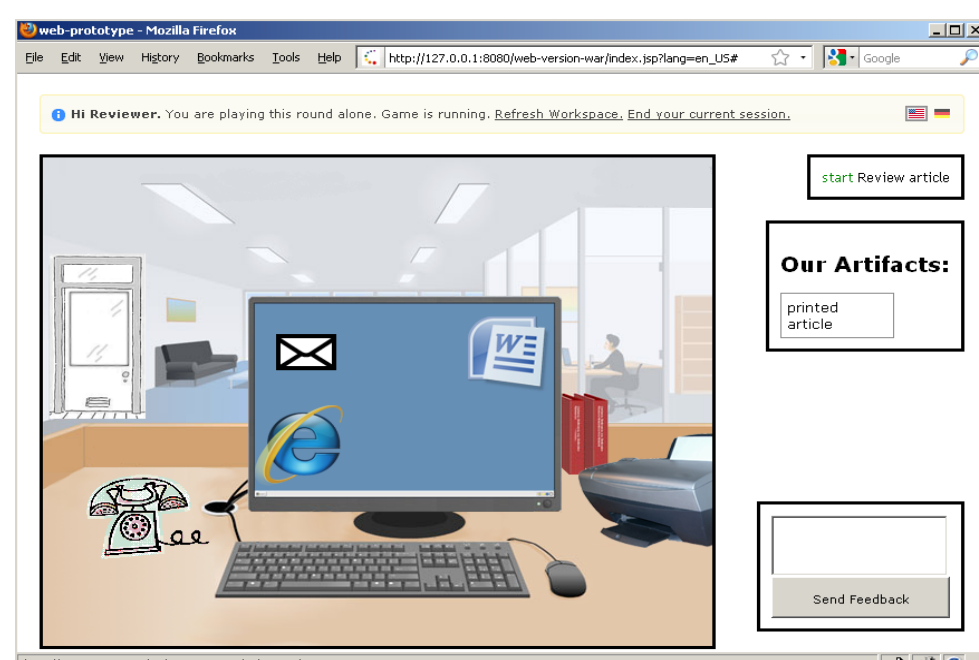 web-prototype - Mozilla Firefox
File Edit View History Bookmarks Tools Help http://127.0.0.1:8080/web-version-war/index.jsp?lang=en_US# Google
Hi Reviewer. You are playing this round alone. Game is running. Refresh Workspace. End your current session.
start Review article
Our Artifacts:
printed
article
W
Send Feedback